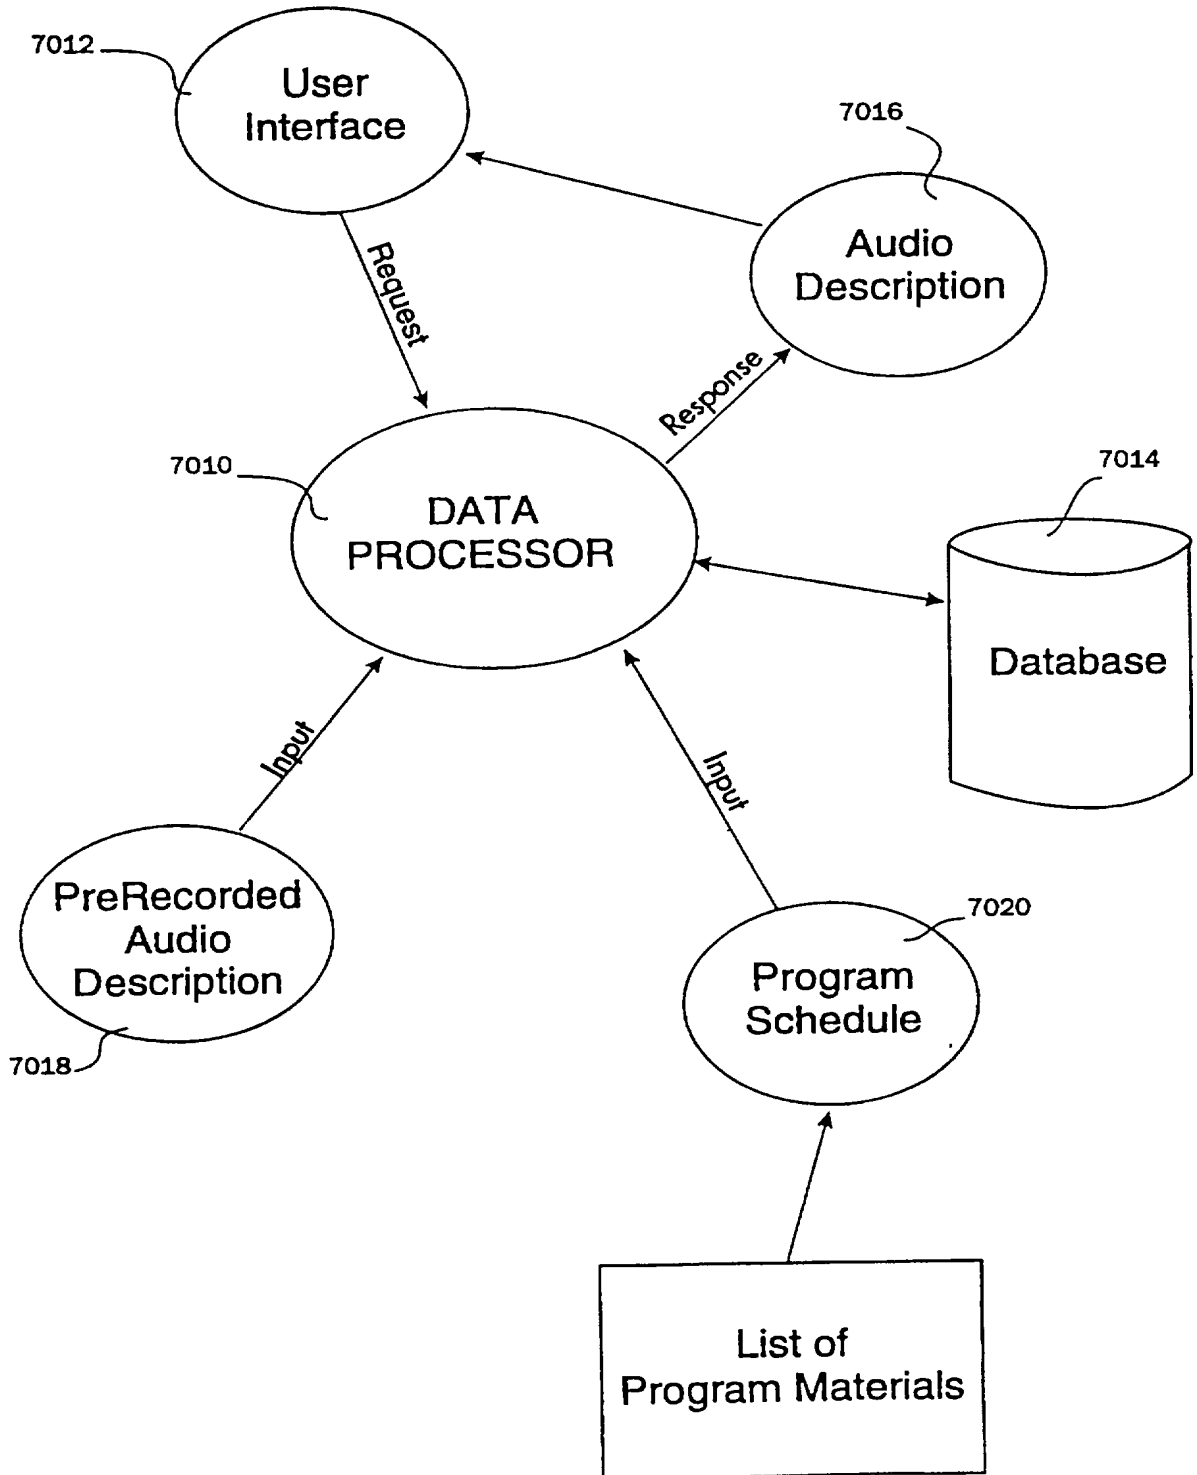 7012
User
Interface
7016
Audio
Description
Request
Response
7010
DATA
PROCESSOR
7014
Database
Input
Input
PreRecorded
Audio
Description
7018
7020
Program
Schedule
List of
Program Materials